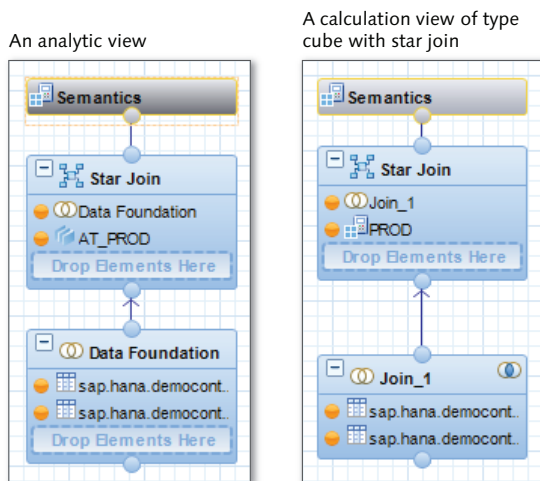 An analytic view
Semantics
Star Join
Data Foundation
AT_PROD
Drop Elements Here
Data Foundation
sap.hana.democont..
sap.hana.democont..
Drop Elements Here
A calculation view of type
cube with star join
Semantics
Star Join
Join_1
PROD
Drop Elements Here
Join_1
sap.hana.democont..
sap.hana.democont..